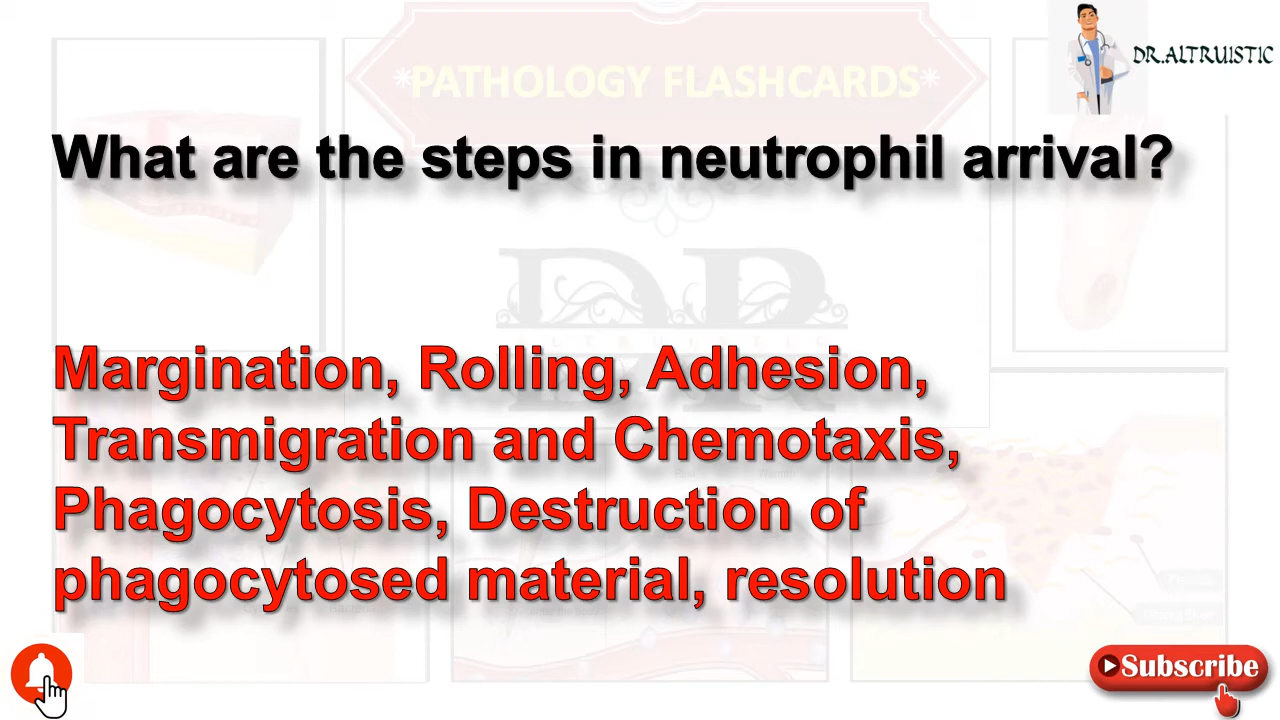 DR.ALTRUISTIC
*PATHOLOGY FLASHCARDS*
What are the steps in neutrophil arrival?
DR
Margination, Rolling, Adhesion,
Transmigration and Chemotaxis,
Phagocytosis, Destruction of
phagocytosed material, resolution
Subscribe